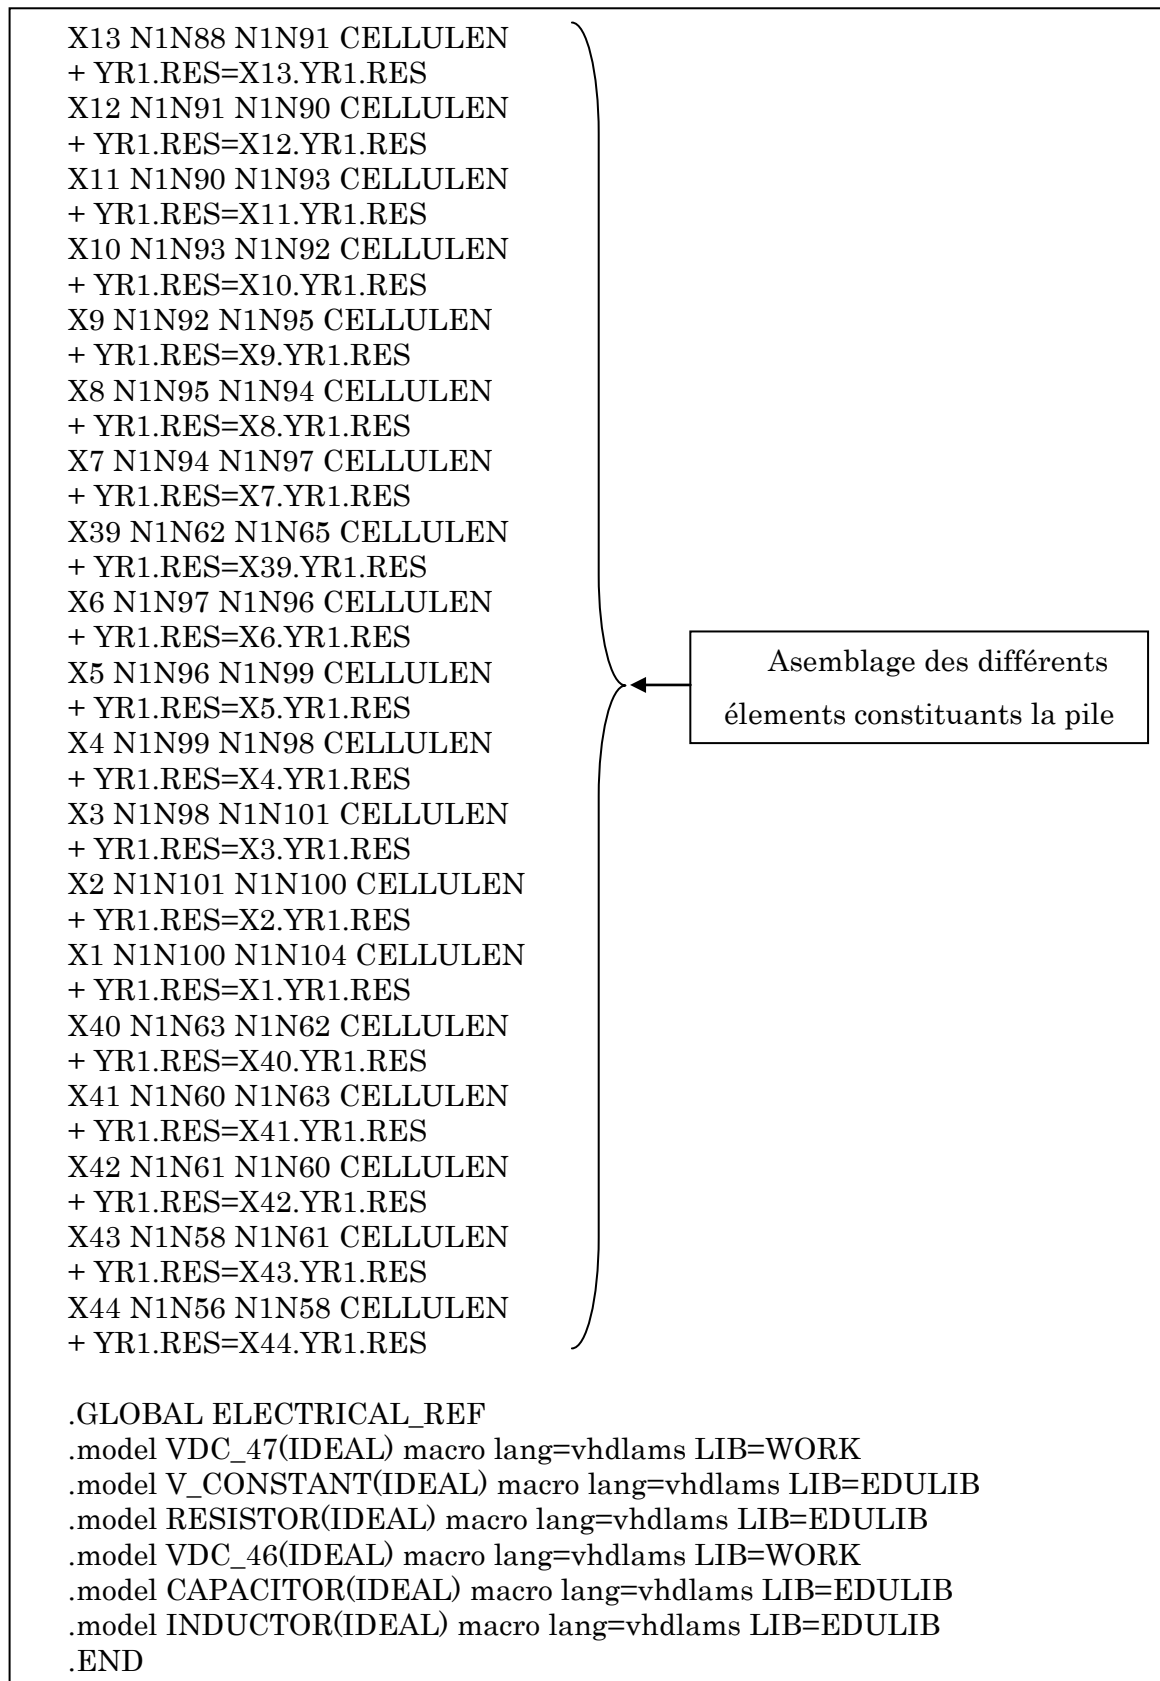 X13 N1N88 N1N91 CELLULEN
+ YR1.RES=X13.YR1.RES
X12 N1N91 N1N90 CELLULEN
+ YR1.RES=X12.YR1.RES
X11 N1N90 N1N93 CELLULEN
+ YR1.RES=X11.YR1.RES
X10 N1N93 N1N92 CELLULEN
+ YR1.RES=X10.YR1.RES
X9 N1N92 N1N95 CELLULEN
+ YR1.RES=X9.YR1.RES
X8 N1N95 N1N94 CELLULEN
+ YR1.RES=X8.YR1.RES
X7 N1N94 N1N97 CELLULEN
+ YR1.RES=X7.YR1.RES
X39 N1N62 N1N65 CELLULEN
+ YR1.RES=X39.YR1.RES
X6 N1N97 N1N96 CELLULEN
+ YR1.RES=X6.YR1.RES
X5 N1N96 N1N99 CELLULEN
+ YR1.RES=X5.YR1.RES
X4 N1N99 N1N98 CELLULEN
+ YR1.RES=X4.YR1.RES
X3 N1N98 N1N101 CELLULEN
+ YR1.RES=X3.YR1.RES
X2 N1N101 N1N100 CELLULEN
+ YR1.RES=X2.YR1.RES
X1 N1N100 N1N104 CELLULEN
+ YR1.RES=X1.YR1.RES
X40 N1N63 N1N62 CELLULEN
+ YR1.RES=X40.YR1.RES
X41 N1N60 N1N63 CELLULEN
+ YR1.RES=X41.YR1.RES
X42 N1N61 N1N60 CELLULEN
+ YR1.RES=X42.YR1.RES
X43 N1N58 N1N61 CELLULEN
+ YR1.RES=X43.YR1.RES
X44 N1N56 N1N58 CELLULEN
+ YR1.RES=X44.YR1.RES
Asemblage des différents
élements constituants la pile
.GLOBAL ELECTRICAL_REF
.model VDC_47(IDEAL) macro lang=vhdlams LIB=WORK
.model V_CONSTANT(IDEAL) macro lang=vhdlams LIB=EDULIB
.model RESISTOR(IDEAL) macro lang=vhdlams LIB=EDULIB
.model VDC_46(IDEAL) macro lang=vhdlams LIB=WORK
.model CAPACITOR(IDEAL) macro lang=vhdlams LIB=EDULIB
.model INDUCTOR(IDEAL) macro lang=vhdlams LIB=EDULIB
.END